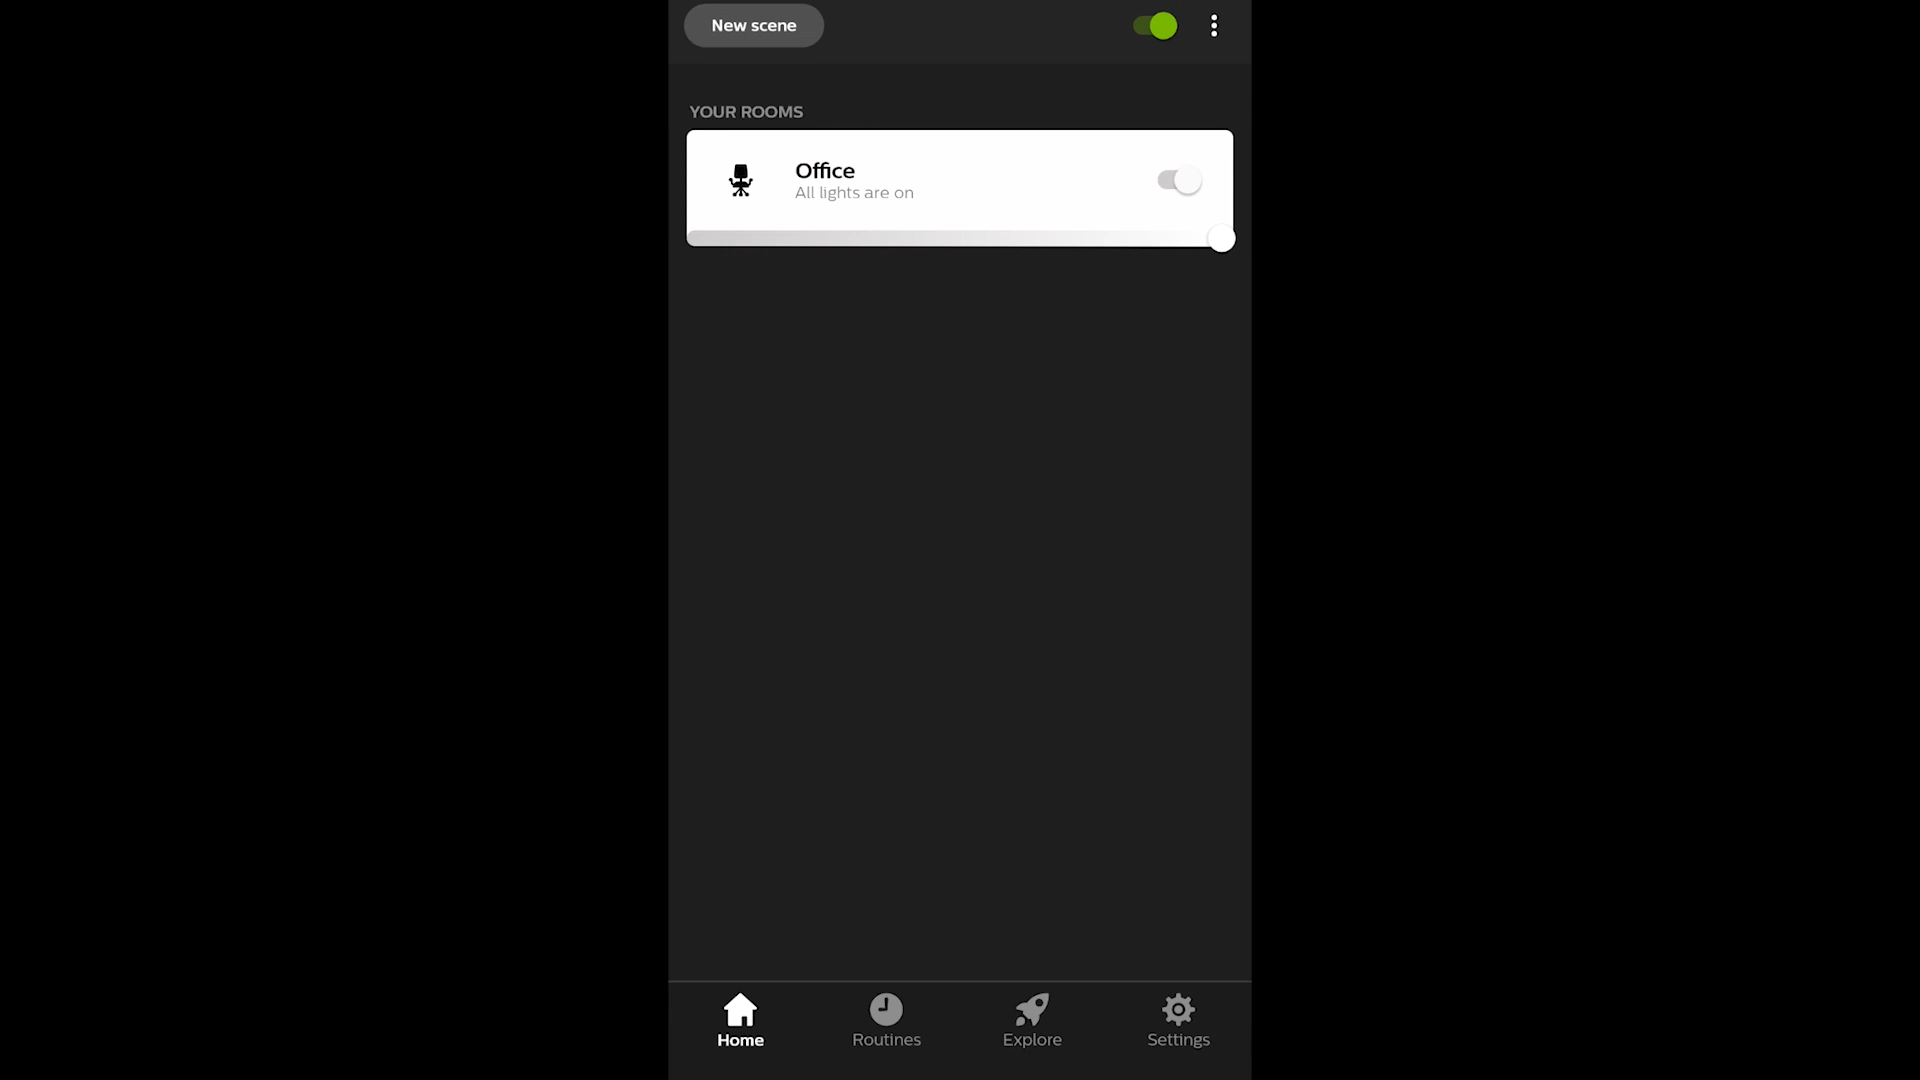 New scene
YOUR ROOMS
Office
All lights are on
Home
Routines
Explore
Settings